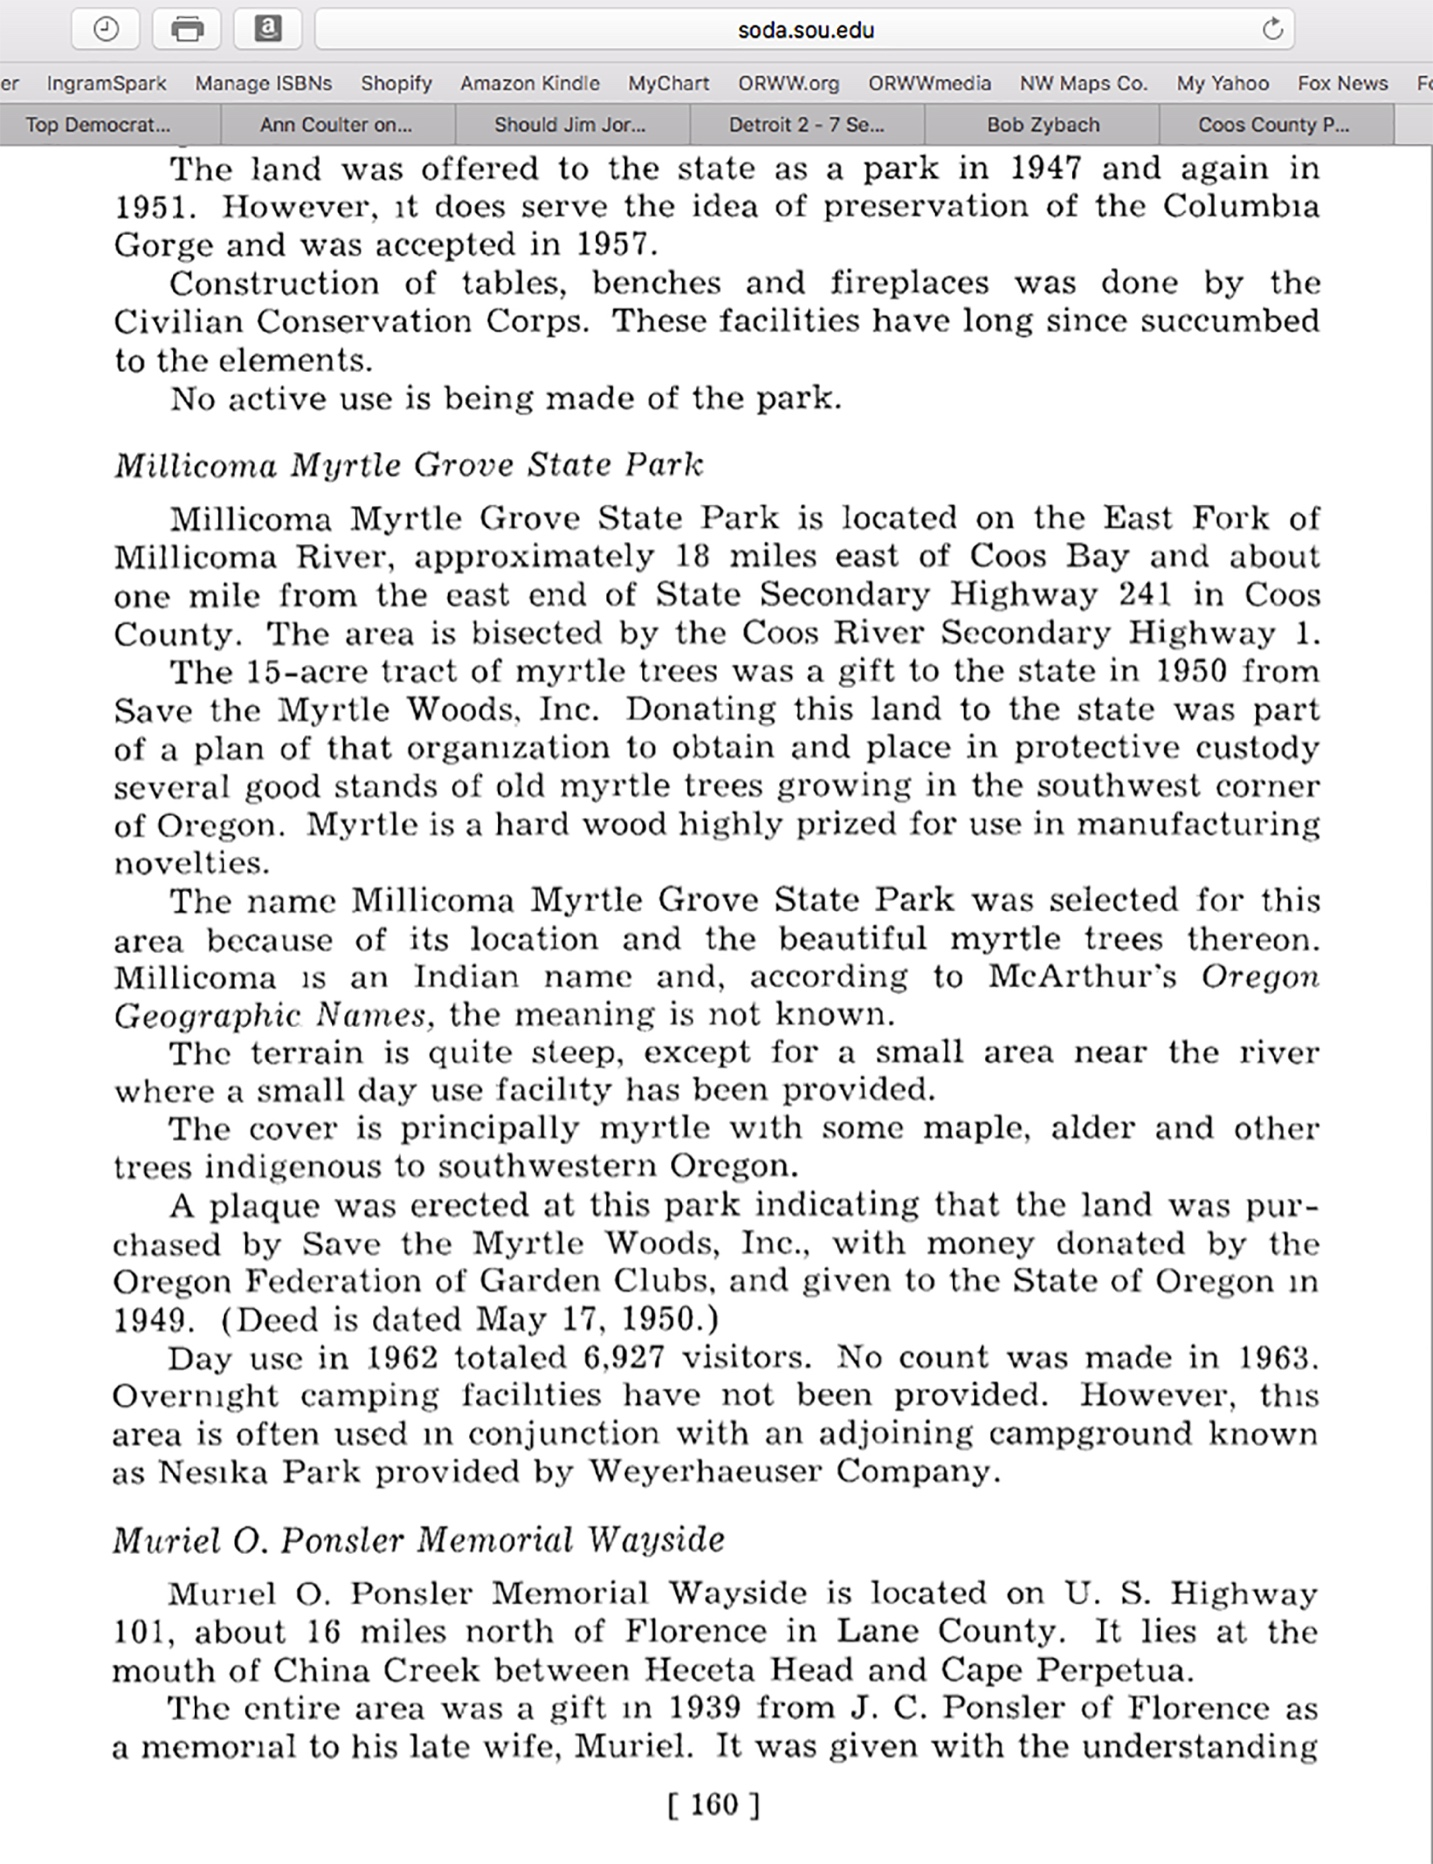 soda.sou.edu
er IngramSpark Manage ISBNs Shopify Amazon Kindle MyChart ORWW.org ORWWmedia NW Maps Co. My Yahoo Fox News Fo
Top Democrat... Ann Coulter on... Should Jim Jor... Detroit 2 - 7 Se... Bob Zybach Coos County P...
The land was offered to the state as a park in 1947 and again in
1951. However, it does serve the idea of preservation of the Columbia
Gorge and was accepted in 1957.
Construction of tables, benches and fireplaces was done by the
Civilian Conservation Corps. These facilities have long since succumbed
to the elements.
No active use is being made of the park.
Millicoma Myrtle Grove State Park
Millicoma Myrtle Grove State Park is located on the East Fork of
Millicoma River, approximately 18 miles east of Coos Bay and about
one mile from the east end of State Secondary Highway 241 in Coos
County. The area is bisected by the Coos River Secondary Highway 1.
The 15-acre tract of myrtle trees was a gift to the state in 1950 from
Save the Myrtle Woods, Inc. Donating this land to the state was part
of a plan of that organization to obtain and place in protective custody
several good stands of old myrtle trees growing in the southwest corner
of Oregon. Myrtle is a hard wood highly prized for use in manufacturing
novelties.
The name Millicoma Myrtle Grove State Park was selected for this
area because of its location and the beautiful myrtle trees thereon.
Millicoma is an Indian name and, according to McArthur's Oregon
Geographic Names, the meaning is not known.
The terrain is quite steep, except for a small area near the river
where a small day use facility has been provided.
The cover is principally myrtle with some maple, alder and other
trees indigenous to southwestern Oregon.
A plaque was erected at this park indicating that the land was pur-
chased by Save the Myrtle Woods, Inc., with money donated by the
Oregon Federation of Garden Clubs, and given to the State of Oregon in
1949. (Deed is dated May 17, 1950.)
Day use in 1962 totaled 6,927 visitors. No count was made in 1963.
Overnight camping facilities have not been provided. However, this
area is often used in conjunction with an adjoining campground known
as Nesika Park provided by Weyerhaeuser Company.
Muriel O. Ponsler Memorial Wayside
Muriel O. Ponsler Memorial Wayside is located on U. S. Highway
101, about 16 miles north of Florence in Lane County. It lies at the
mouth of China Creek between Heceta Head and Cape Perpetua.
The entire area was a gift in 1939 from J. C. Ponsler of Florence as
a memorial to his late wife, Muriel. It was given with the understanding
[ 160 ]